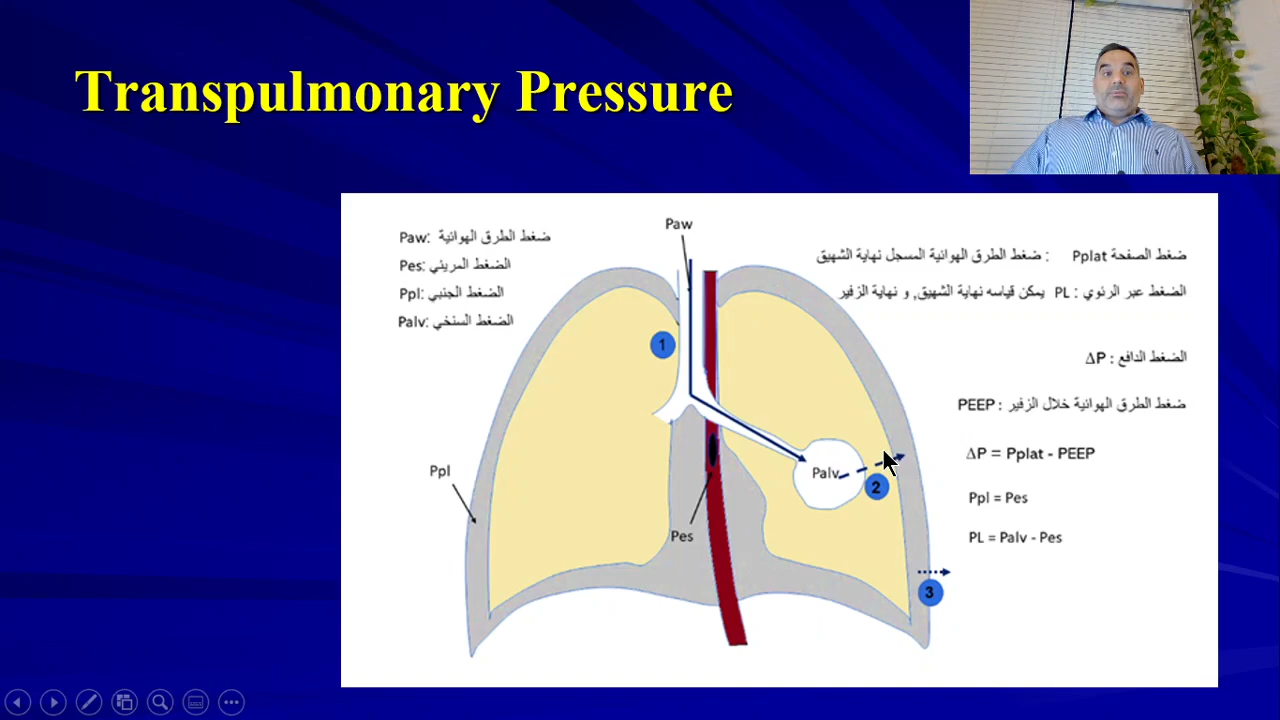 Transpulmonary Pressure
Paw
Paw: ضغط الطرق الهوائية
Pes: الضغط المريئي
Ppl: الضغط الجنبي
Palv: الضغط السنخي
ضغط الصفحة Pplat : ضغط الطرق الهوائية المسجل نهاية الشهيق
الضغط عبر الرئوي : PL يمكن قياسه نهاية الشهيق, و نهاية الزفير
1
الضغط الدافع : ΔP
PEEP : ضغط الطرق الهوائية خلال الزفير
ΔP = Pplat - PEEP
Ppl
Palv
2
Ppl = Pes
Pes
PL = Palv - Pes
3